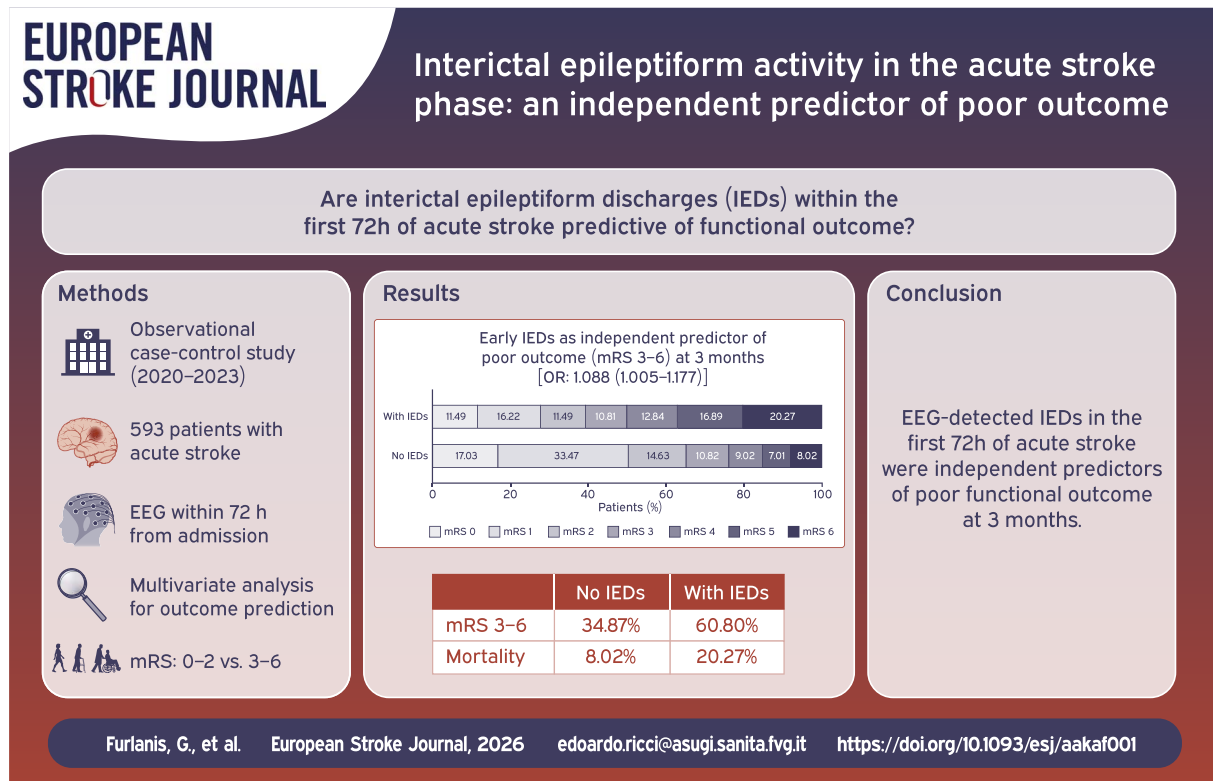 EUROPEAN
STROKE JOURNAL
Interictal epileptiform activity in the acute stroke
phase: an independent predictor of poor outcome
Are interictal epileptiform discharges (IEDs) within the
first 72h of acute stroke predictive of functional outcome?
Methods
Observational
case-control study
(2020–2023)
593 patients with
acute stroke
EEG within 72 h
from admission
Multivariate analysis
for outcome prediction
mRS: 0–2 vs. 3–6
Results
Early IEDs as independent predictor of
poor outcome (mRS 3–6) at 3 months
[OR: 1.088 (1.005–1.177)]
With IEDs 11.49 16.22 11.49 10.81 12.84 16.89 20.27
No IEDs 17.03 33.47 14.63 10.82 9.02 7.01 8.02
0 20 40 60 80 100
Patients (%)
mRS 0 mRS 1 mRS 2 mRS 3 mRS 4 mRS 5 mRS 6
No IEDs With IEDs
mRS 3–6 34.87% 60.80%
Mortality 8.02% 20.27%
Conclusion
EEG-detected IEDs in the
first 72h of acute stroke
were independent predictors
of poor functional outcome
at 3 months.
Furlanis, G., et al. European Stroke Journal, 2026 edoardo.ricci@asugi.sanita.fvg.it https://doi.org/10.1093/esj/aakaf001